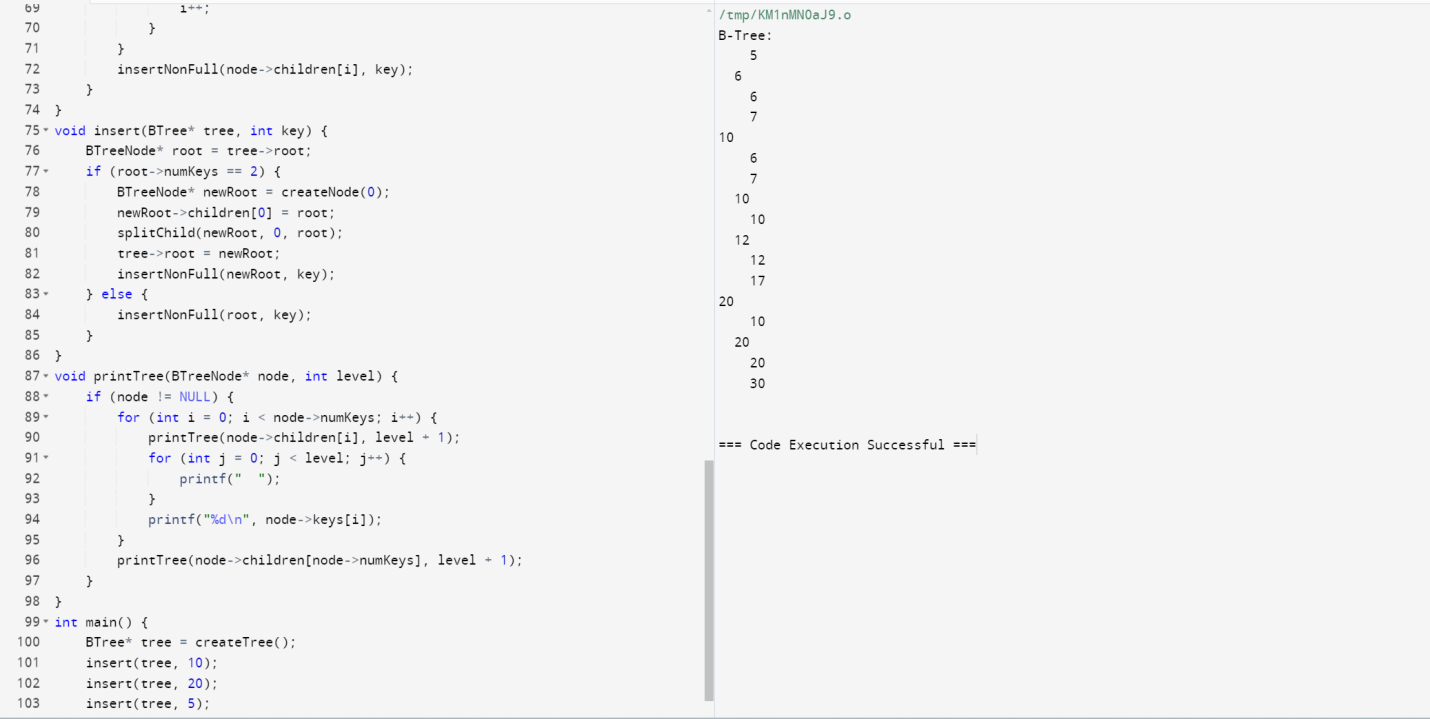 69                 i++;
70             }
71         }
72         insertNonFull(node->children[i], key);
73     }
74 }
75 void insert(BTree* tree, int key) {
76     BTreeNode* root = tree->root;
77     if (root->numKeys == 2) {
78         BTreeNode* newRoot = createNode(0);
79         newRoot->children[0] = root;
80         splitChild(newRoot, 0, root);
81         tree->root = newRoot;
82         insertNonFull(newRoot, key);
83     } else {
84         insertNonFull(root, key);
85     }
86 }
87 void printTree(BTreeNode* node, int level) {
88     if (node != NULL) {
89         for (int i = 0; i < node->numKeys; i++) {
90             printTree(node->children[i], level + 1);
91             for (int j = 0; j < level; j++) {
92                 printf("  ");
93             }
94             printf("%d\n", node->keys[i]);
95         }
96         printTree(node->children[node->numKeys], level + 1);
97     }
98 }
99 int main() {
100     BTree* tree = createTree();
101     insert(tree, 10);
102     insert(tree, 20);
103     insert(tree, 5);
/tmp/KM1nMN0aJ9.o
B-Tree:
    5
  6
    6
    7
10
    6
    7
  10
    10
  12
    12
    17
20
    10
  20
    20
    30
=== Code Execution Successful ===